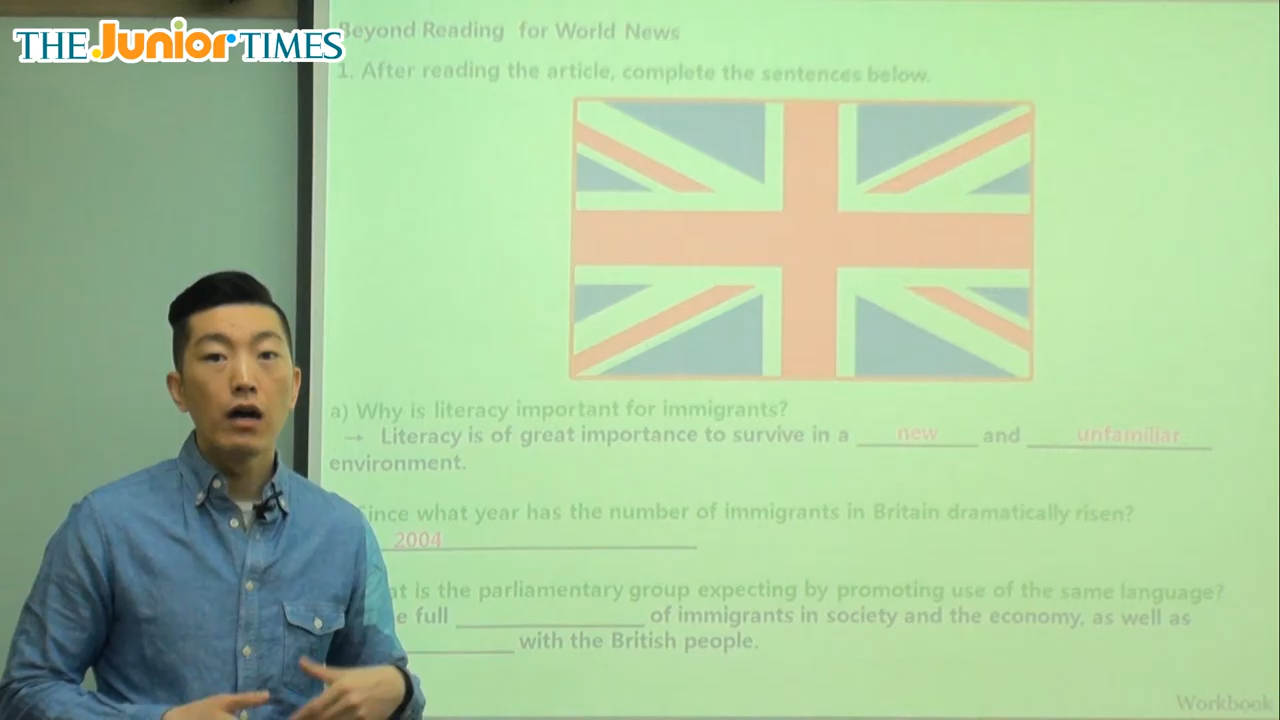 THE Junior TIMES
Beyond Reading for World News
1. After reading the article, complete the sentences below.
a) Why is literacy important for immigrants?
→ Literacy is of great importance to survive in a new and unfamiliar
environment.
Since what year has the number of immigrants in Britain dramatically risen?
2004
is the parliamentary group expecting by promoting use of the same language?
full ____________ of immigrants in society and the economy, as well as
____________ with the British people.
Workbook